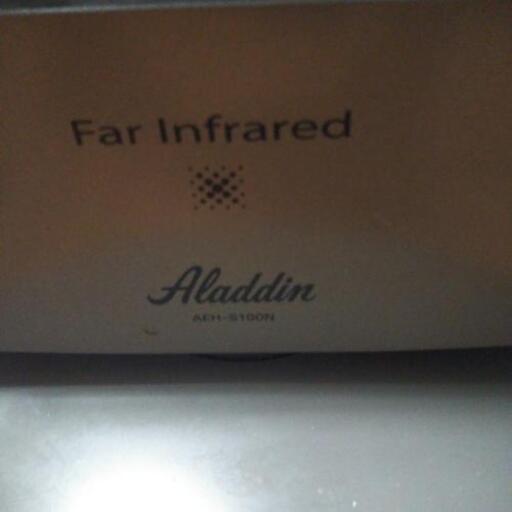 Far Infrared
Aladdin
AEH-S100N